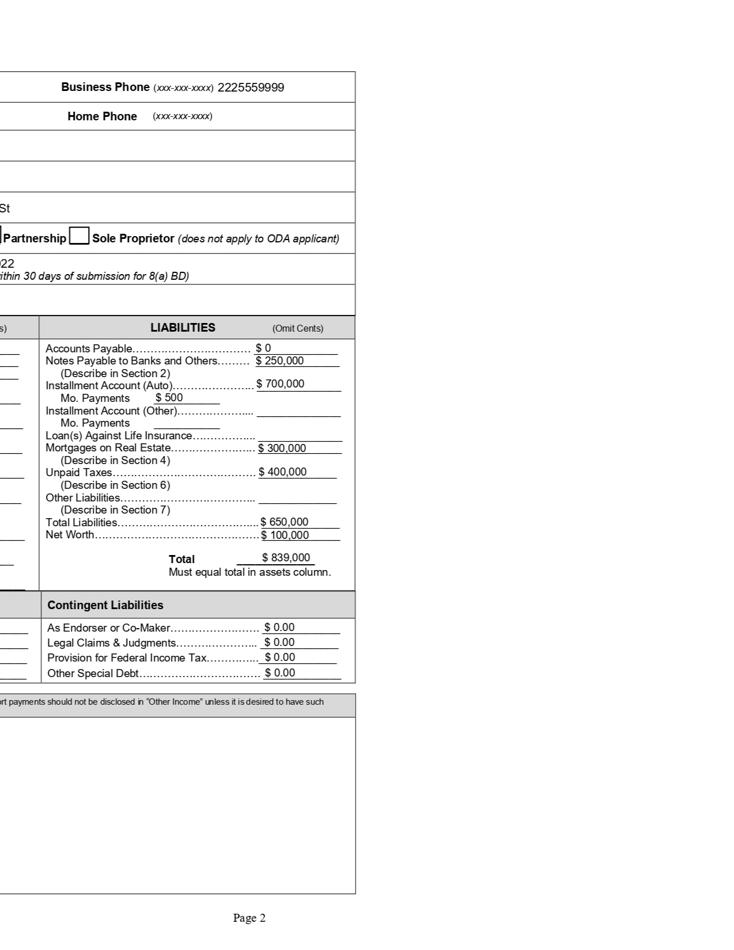 Business Phone (xxx-xxx-xxxx) 2225559999
Home Phone (xxx-xxx-xxxx)
St
Partnership Sole Proprietor (does not apply to ODA applicant)
22
ithin 30 days of submission for 8(a) BD)
s) LIABILITIES (Omit Cents)
Accounts Payable…………………………… $ 0
Notes Payable to Banks and Others……… $ 250,000
(Describe in Section 2)
Installment Account (Auto)………………….. $ 700,000
Mo. Payments $ 500
Installment Account (Other)…………………...
Mo. Payments
Loan(s) Against Life Insurance……………...
Mortgages on Real Estate………………….. $ 300,000
(Describe in Section 4)
Unpaid Taxes………………………………… $ 400,000
(Describe in Section 6)
Other Liabilities………………………………..
(Describe in Section 7)
Total Liabilities………………………………... $ 650,000
Net Worth……………………………………… $ 100,000
Total $ 839,000
Must equal total in assets column.
Contingent Liabilities
As Endorser or Co-Maker…………………… $ 0.00
Legal Claims & Judgments………………….. $ 0.00
Provision for Federal Income Tax…………... $ 0.00
Other Special Debt…………………………… $ 0.00
rt payments should not be disclosed in "Other Income" unless it is desired to have such
Page 2